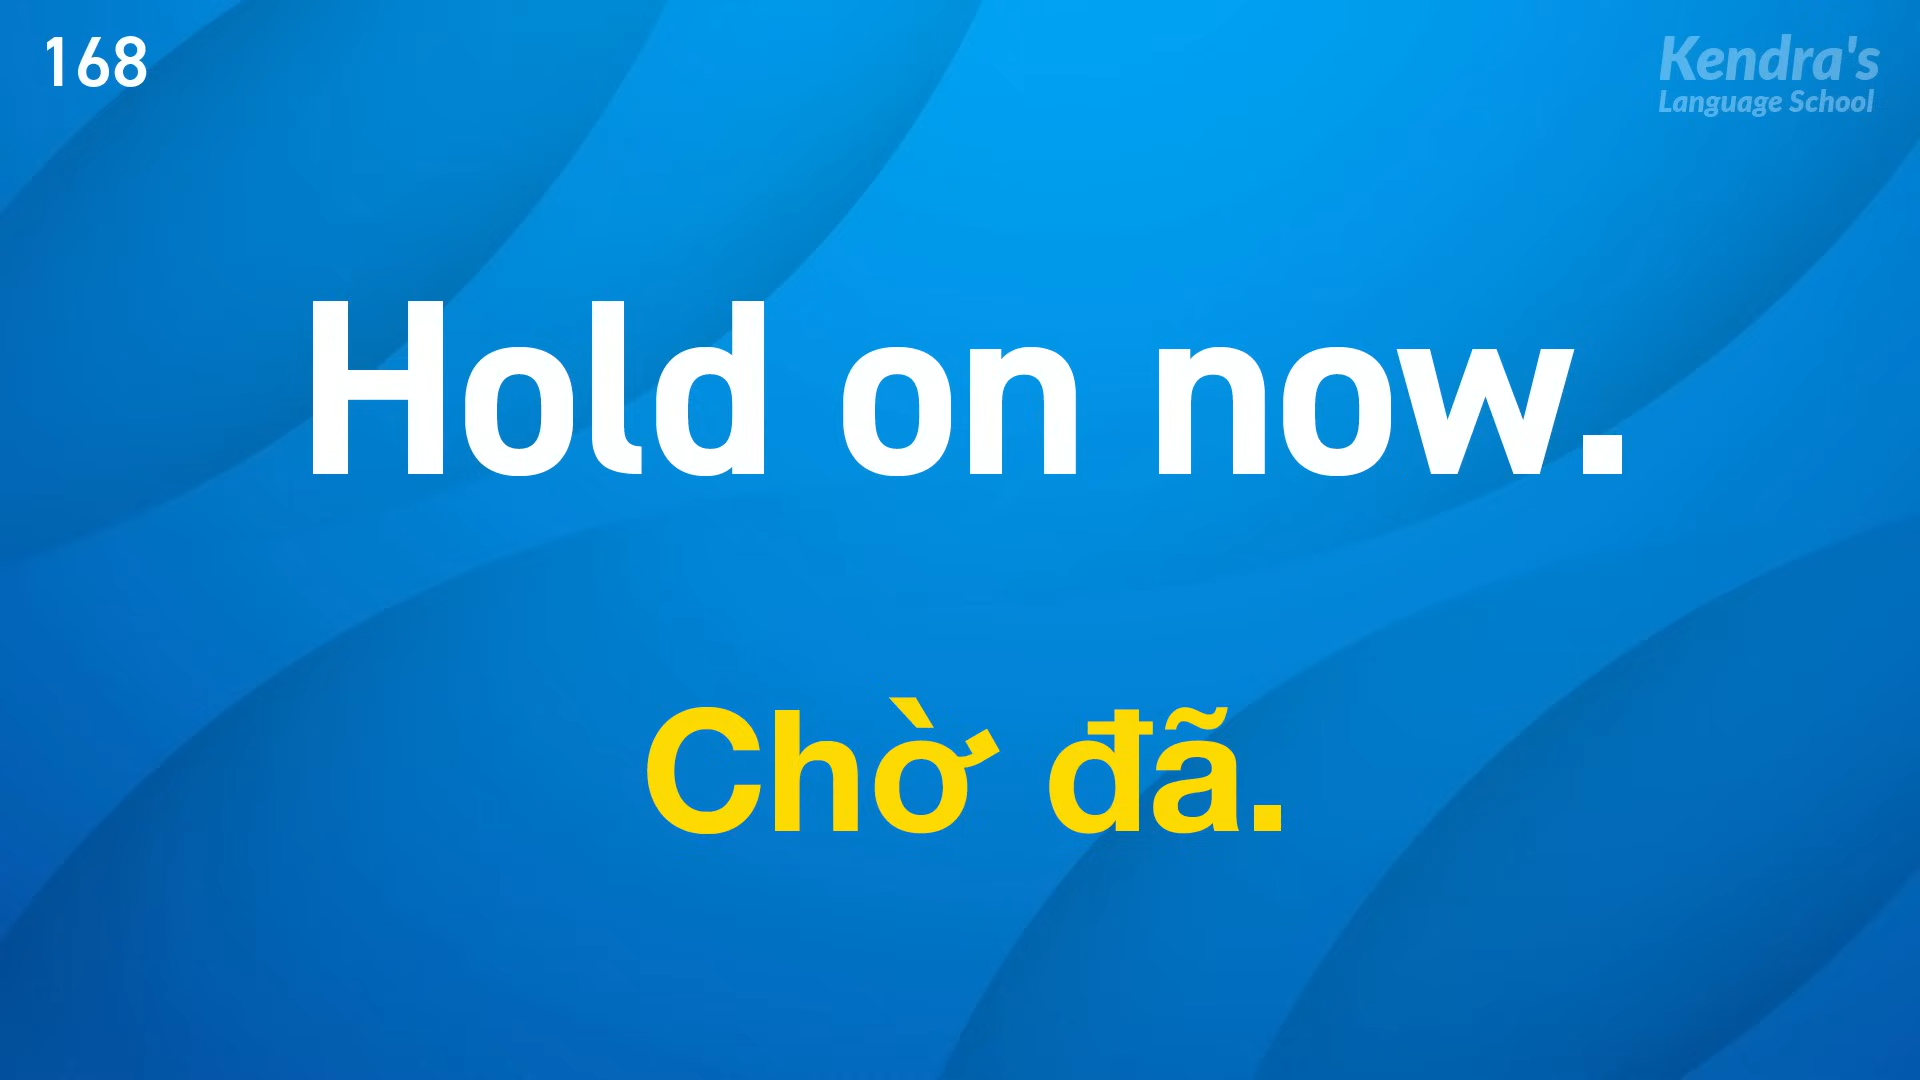 168
Kendra's
Language School
Hold on now.
Chờ đã.